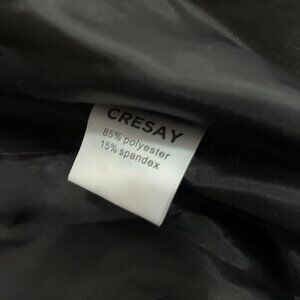 CRESAY
85% polyester
15% spandex